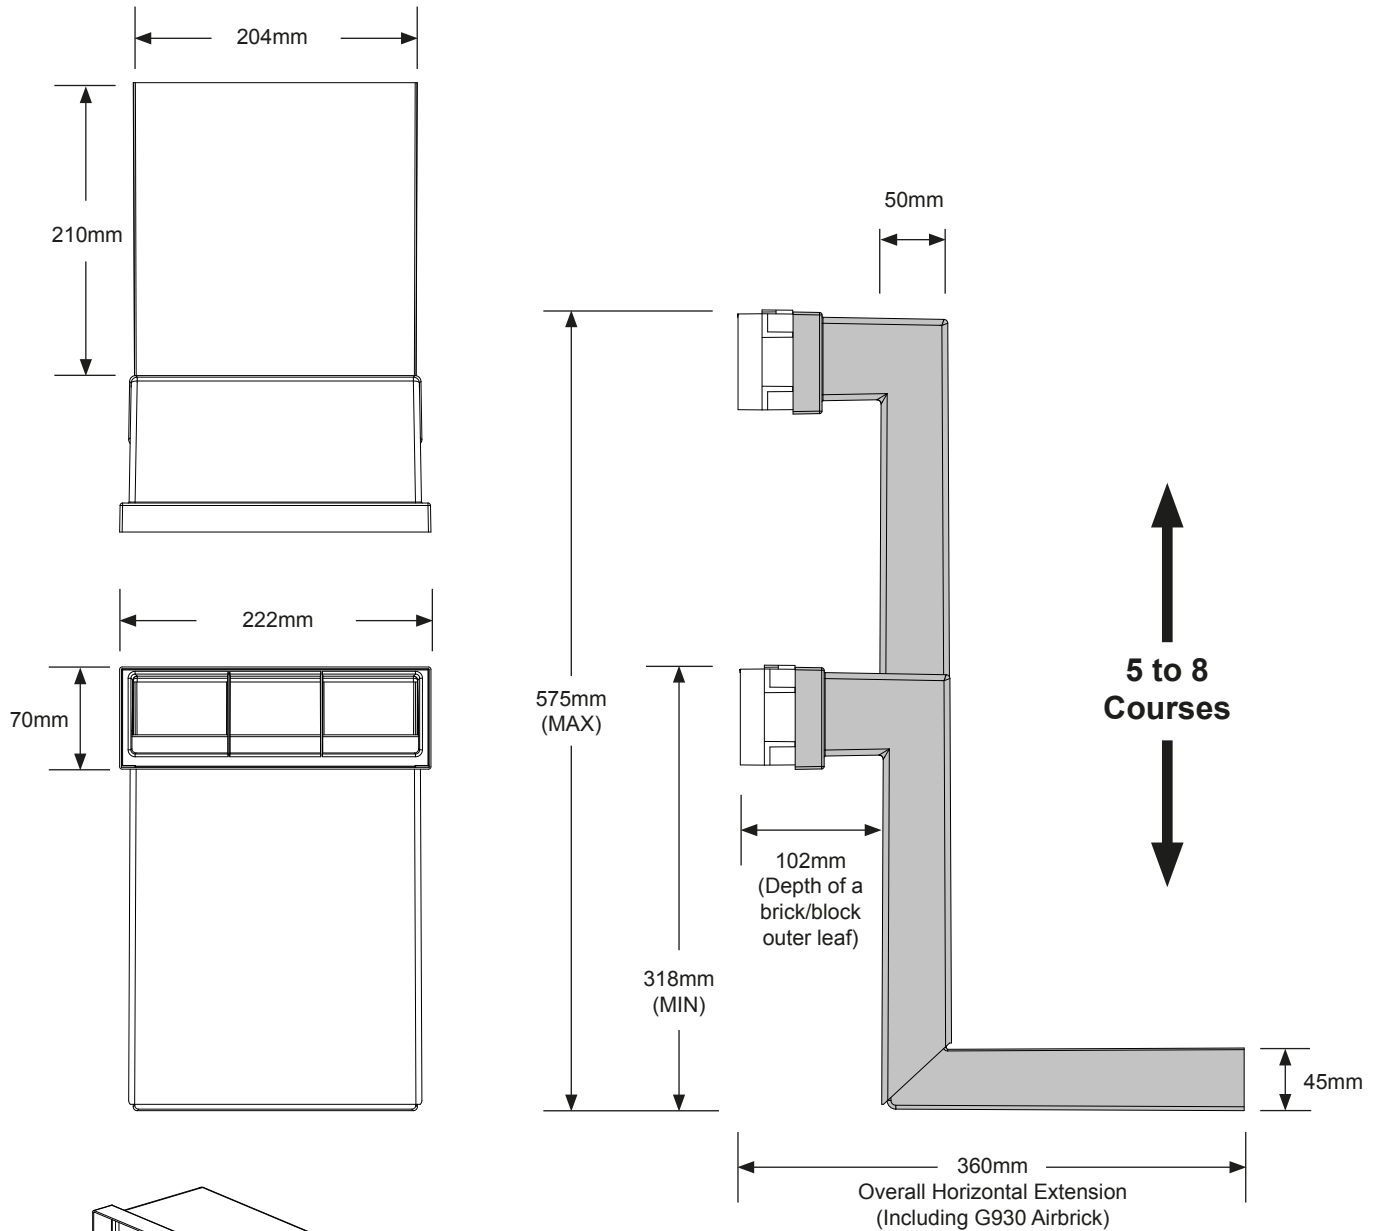 204mm
210mm
50mm
222mm
70mm
575mm
(MAX)
5 to 8
Courses
102mm
(Depth of a
brick/block
outer leaf)
318mm
(MIN)
45mm
360mm
Overall Horizontal Extension
(Including G930 Airbrick)